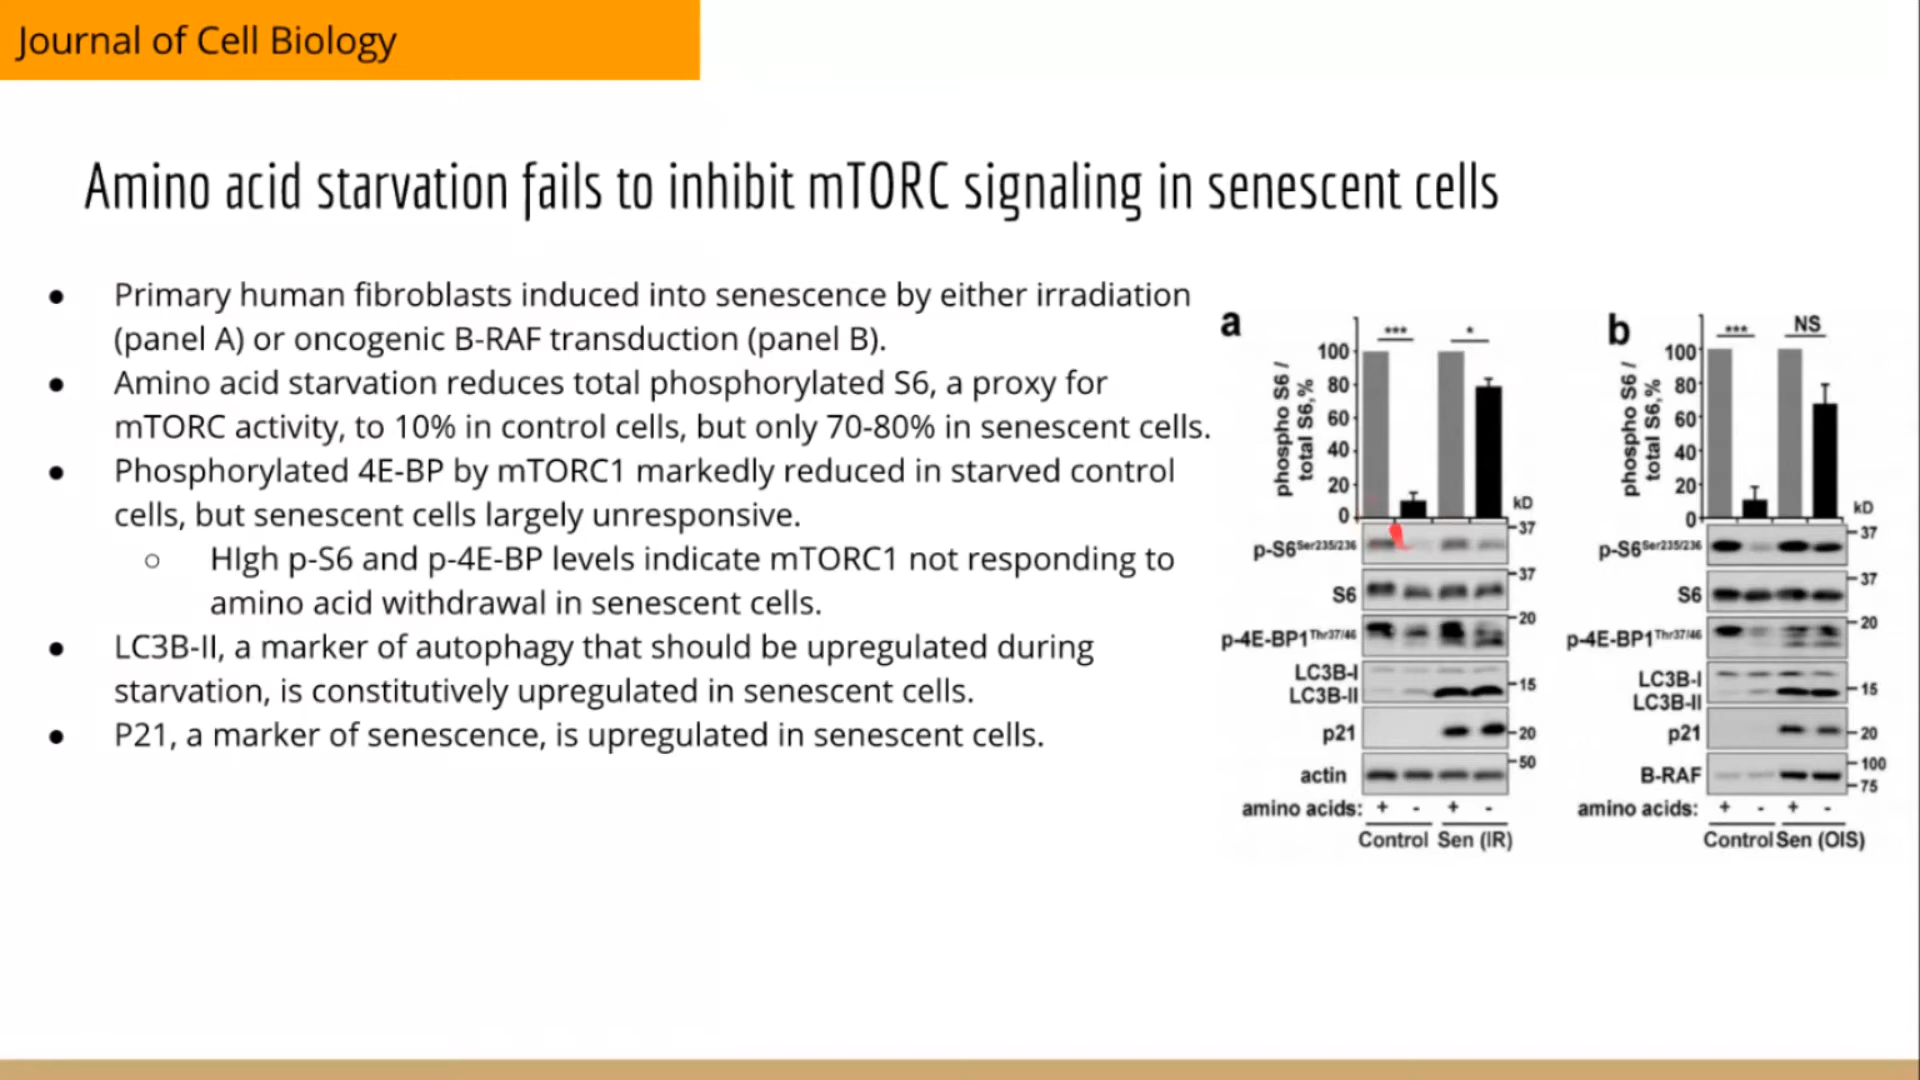 Journal of Cell Biology
Amino acid starvation fails to inhibit mTORC signaling in senescent cells
● Primary human fibroblasts induced into senescence by either irradiation
(panel A) or oncogenic B-RAF transduction (panel B).
● Amino acid starvation reduces total phosphorylated S6, a proxy for
mTORC activity, to 10% in control cells, but only 70-80% in senescent cells.
● Phosphorylated 4E-BP by mTORC1 markedly reduced in starved control
cells, but senescent cells largely unresponsive.
○ HIgh p-S6 and p-4E-BP levels indicate mTORC1 not responding to
amino acid withdrawal in senescent cells.
● LC3B-II, a marker of autophagy that should be upregulated during
starvation, is constitutively upregulated in senescent cells.
● P21, a marker of senescence, is upregulated in senescent cells.
a
*** *
phospho S6 /
total S6,%
100
80
60
40
20
0
kD
p-S6Ser235/236 37
S6 37
p-4E-BP1Thr37/46 20
LC3B-I
LC3B-II 15
p21 20
actin 50
amino acids: + - + -
Control Sen (IR)
b
*** NS
phospho S6 /
total S6,%
100
80
60
40
20
0
kD
p-S6Ser235/236 37
S6 37
p-4E-BP1Thr37/46 20
LC3B-I
LC3B-II 15
p21 20
B-RAF 100
75
amino acids: + - + -
Control Sen (OIS)